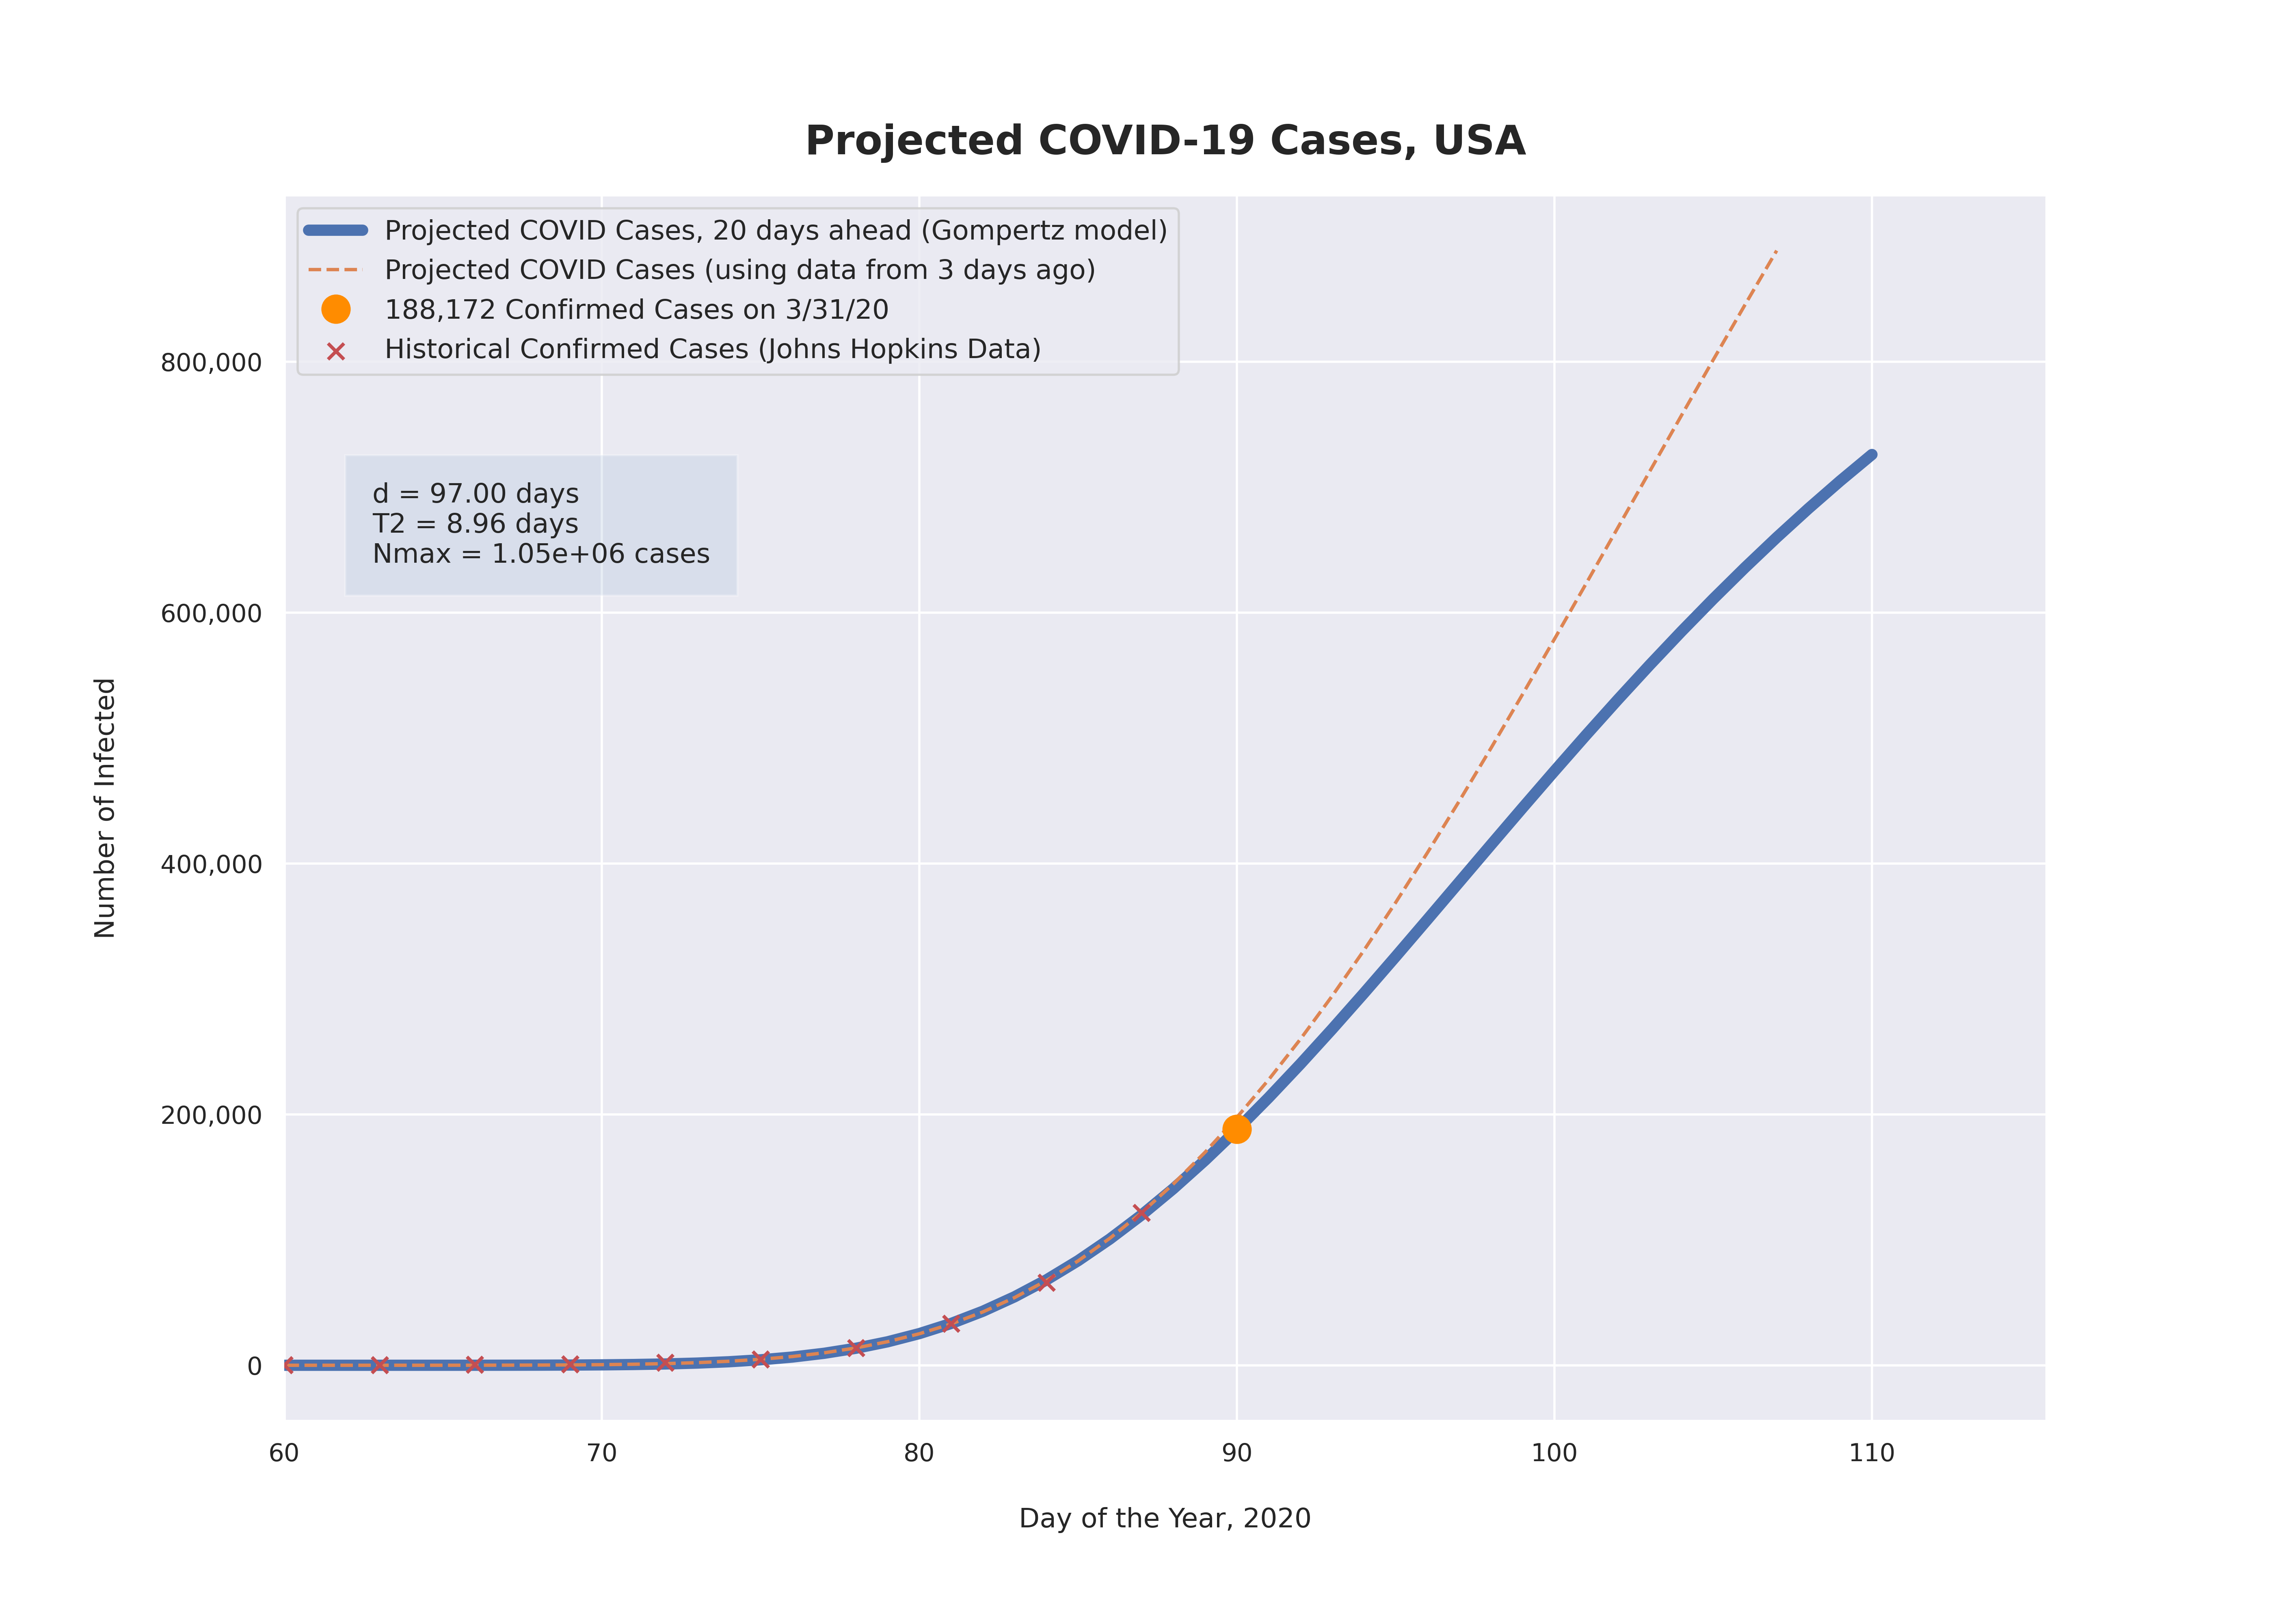 Projected COVID-19 Cases, USA
Projected COVID Cases, 20 days ahead (Gompertz model)
Projected COVID Cases (using data from 3 days ago)
188,172 Confirmed Cases on 3/31/20
Historical Confirmed Cases (Johns Hopkins Data)
d = 97.00 days
T2 = 8.96 days
Nmax = 1.05e+06 cases
Number of Infected
800,000
600,000
400,000
200,000
0
60 70 80 90 100 110
Day of the Year, 2020